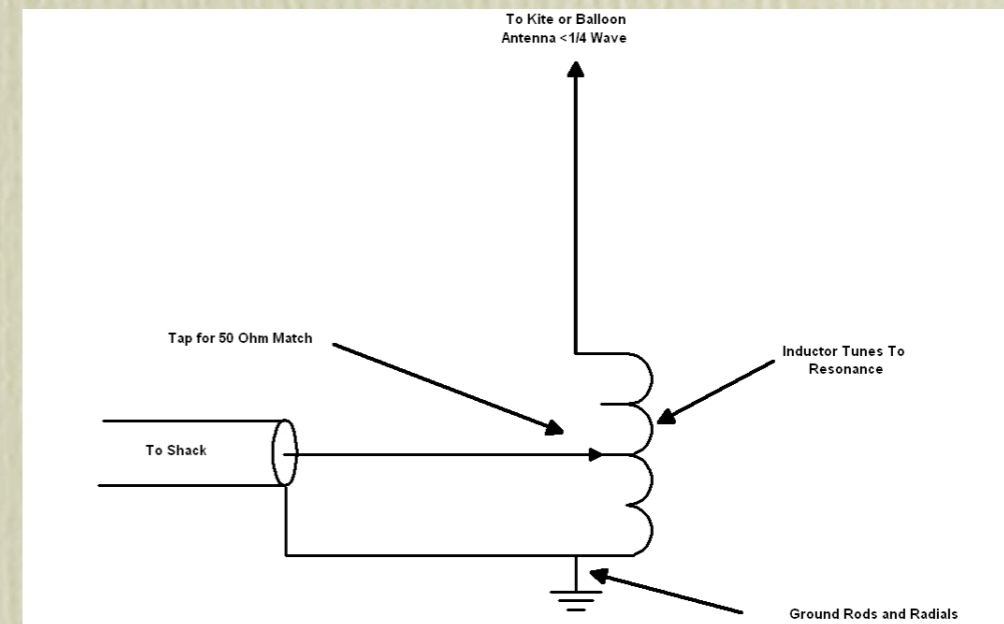 To Kite or Balloon
Antenna <1/4 Wave
Tap for 50 Ohm Match
Inductor Tunes To
Resonance
To Shack
Ground Rods and Radials